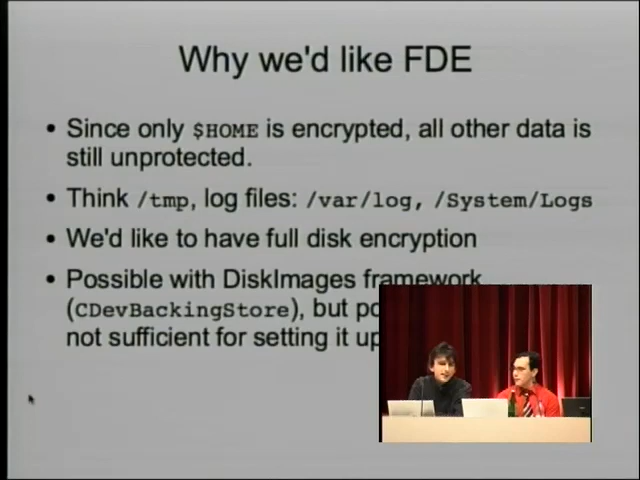 Why we'd like FDE
• Since only $HOME is encrypted, all other data is
still unprotected.
• Think /tmp, log files: /var/log, /System/Logs
• We'd like to have full disk encryption
• Possible with DiskImages framework
(CDevBackingStore), but
not sufficient for setting it up